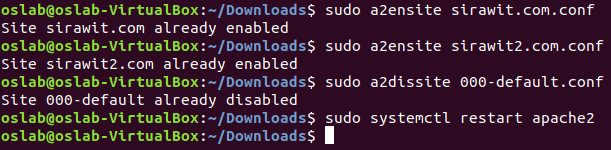 oslab@oslab-VirtualBox:~/Downloads$ sudo a2ensite sirawit.com.conf
Site sirawit.com already enabled
oslab@oslab-VirtualBox:~/Downloads$ sudo a2ensite sirawit2.com.conf
Site sirawit2.com already enabled
oslab@oslab-VirtualBox:~/Downloads$ sudo a2dissite 000-default.conf
Site 000-default already disabled
oslab@oslab-VirtualBox:~/Downloads$ sudo systemctl restart apache2
oslab@oslab-VirtualBox:~/Downloads$